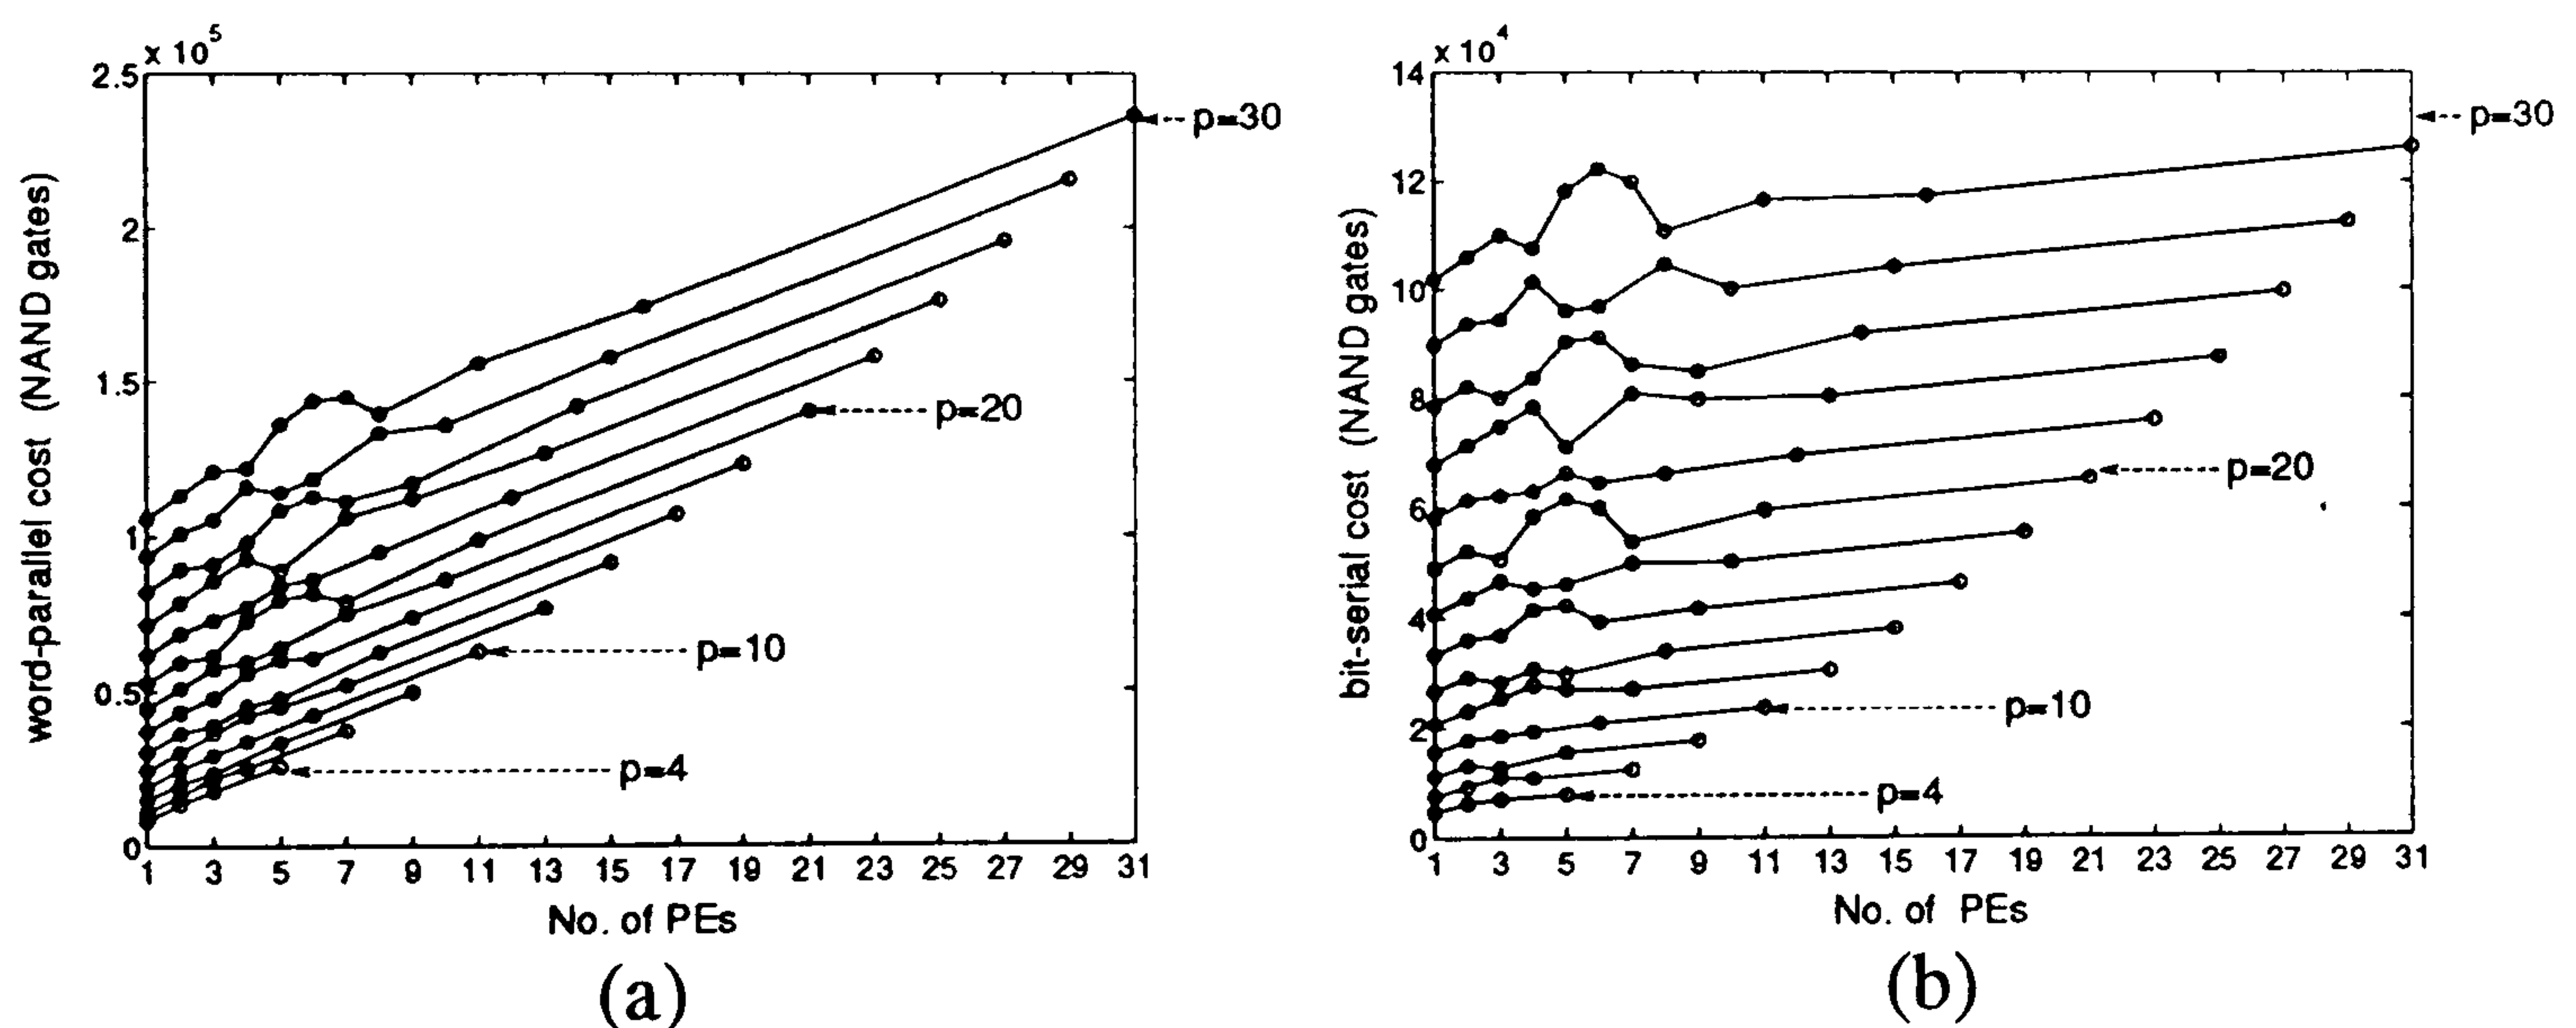 x 10^5
2.5
2
1.5
1
0.5
0
word-parallel cost (NAND gates)
p=30
p=20
p=10
p=4
1 3 5 7 9 11 13 15 17 19 21 23 25 27 29 31
No. of PEs
(a)
x 10^4
14
12
10
8
6
4
2
0
bit-serial cost (NAND gates)
p=30
p=20
p=10
p=4
1 3 5 7 9 11 13 15 17 19 21 23 25 27 29 31
No. of PEs
(b)